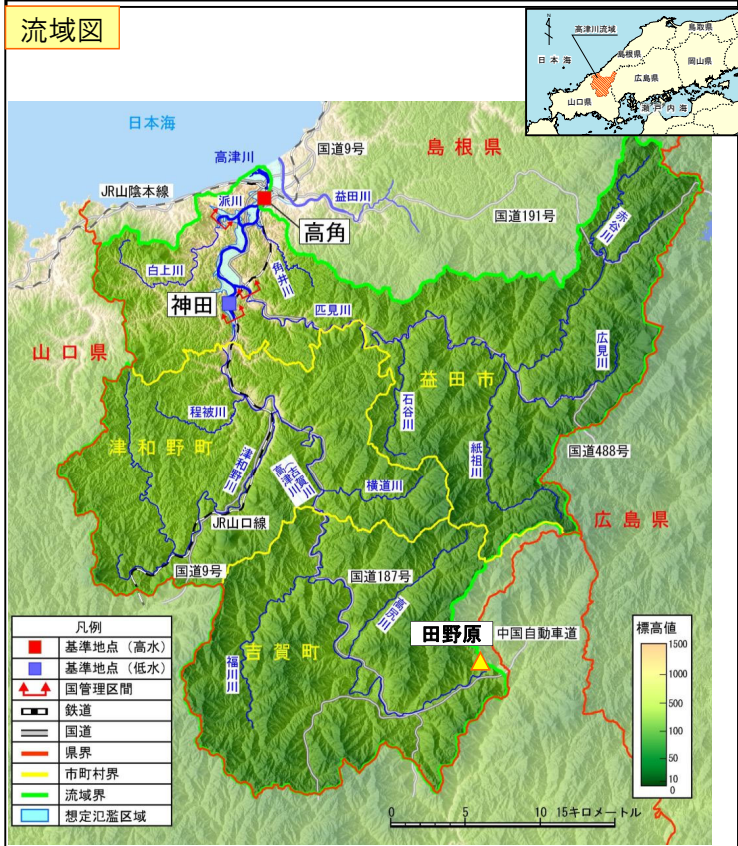 流域図
高津川流域
鳥取県
島根県
日本海
岡山県
広島県
山口県
瀬戸内海
日本海
高津川
国道9号
島根県
JR山陰本線
派川
益田川
国道191号
赤谷川
高角
白上川
角井川
神田
匹見川
広見川
山口県
益田市
石谷川
程彼川
紙祖川
津和野町
国道488号
津和野川
高津川
古賀川
横道川
広島県
JR山口線
国道9号
国道187号
高尻川
田野原
中国自動車道
吉賀町
福川川
凡例
基準地点（高水）
基準地点（低水）
国管理区間
鉄道
国道
県界
市町村界
流域界
想定氾濫区域
標高値
1500
1000
500
100
50
10
0
0 5 10 15キロメートル